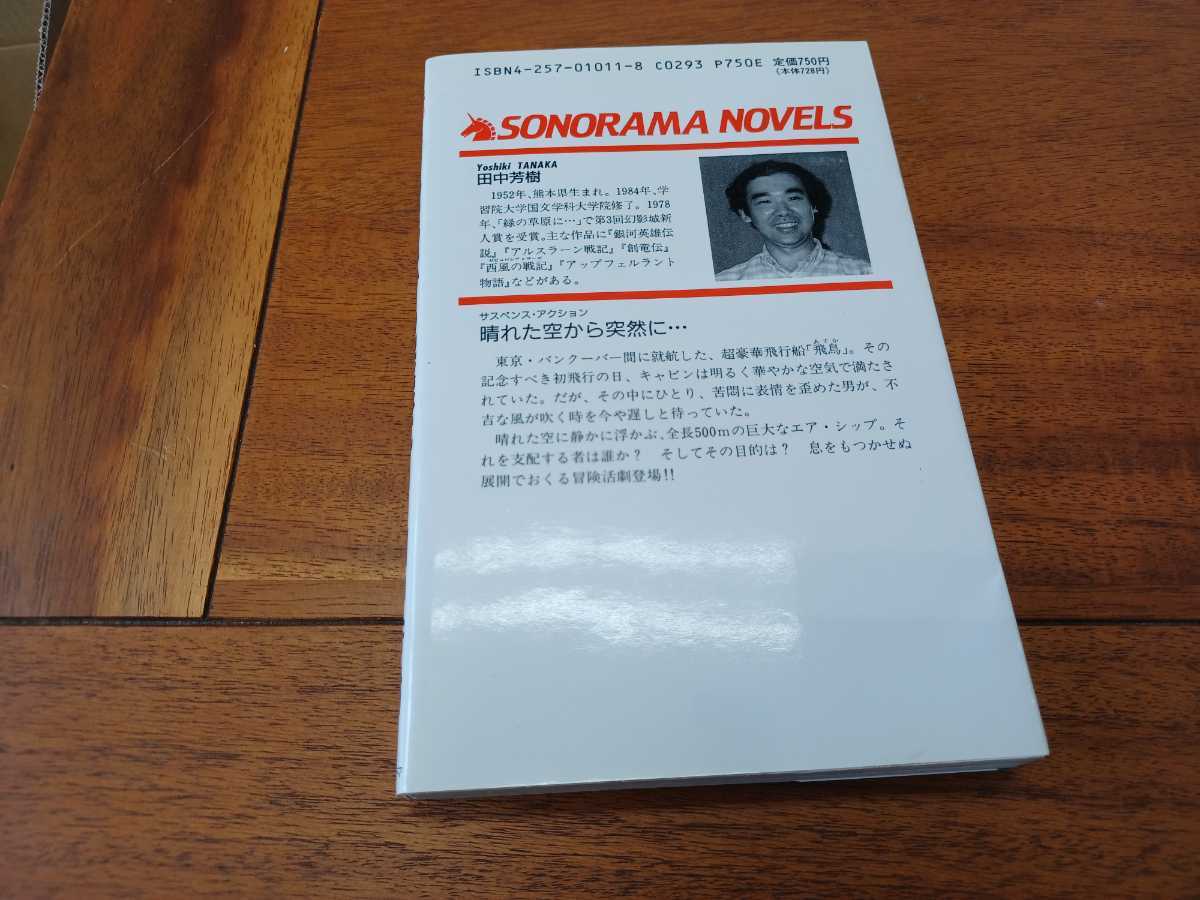 ISBN4-257-01011-8 C0293 P750E 定価750円
(本体728円)
SONORAMA NOVELS
Yoshiki TANAKA
田中芳樹
1952年、熊本県生まれ。1984年、学
習院大学国文学科大学院修了。1978
年、「緑の草原に…」で第3回幻影城新
人賞を受賞。主な作品に『銀河英雄伝
説』『アルスラーン戦記』『創竜伝』
『西風の戦記』『アップフェルラント
物語』などがある。
サスペンス・アクション
晴れた空から突然に…
東京・バンクーバー間に就航した、超豪華飛行船「飛鳥」。その
記念すべき初飛行の日、キャビンは明るく華やかな空気で満たさ
れていた。だが、その中にひとり、苦悶に表情を歪めた男が、不
吉な風が吹く時を今や遅しと待っていた。
晴れた空に静かに浮かぶ、全長500mの巨大なエア・シップ。そ
れを支配する者は誰か？ そしてその目的は？ 息をもつかせぬ
展開でおくる冒険活劇登場!!